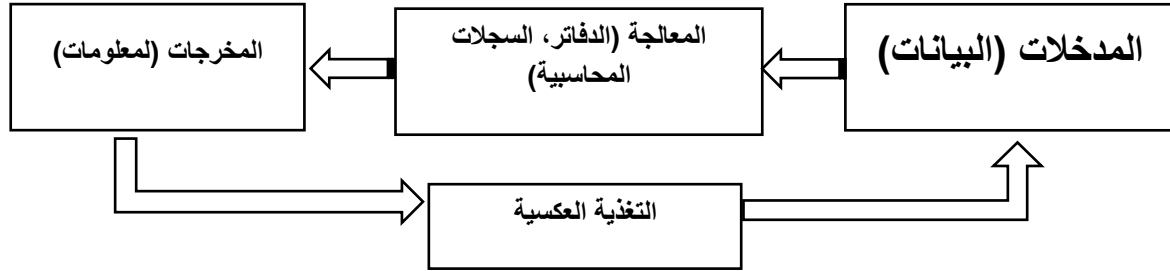 المدخلات (البيانات)
المعالجة (الدفاتر، السجلات
المحاسبية)
المخرجات (لمعلومات)
التغذية العكسية